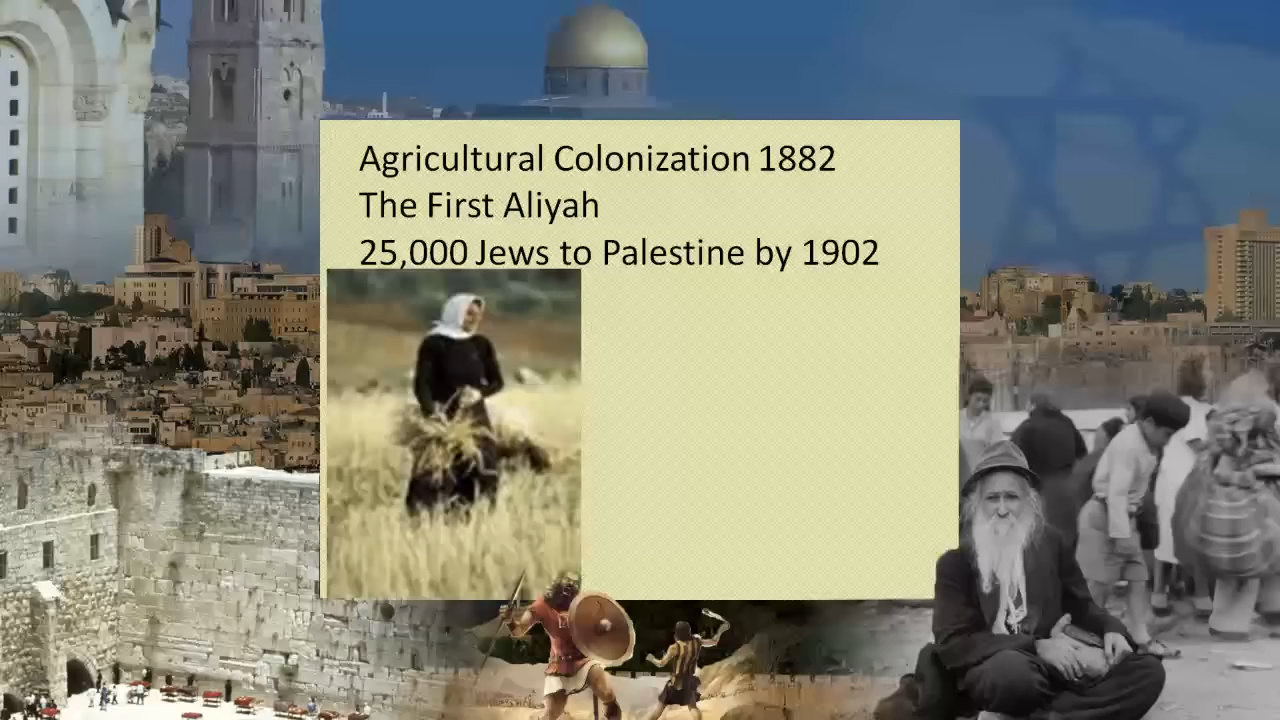 Agricultural Colonization 1882
The First Aliyah
25,000 Jews to Palestine by 1902